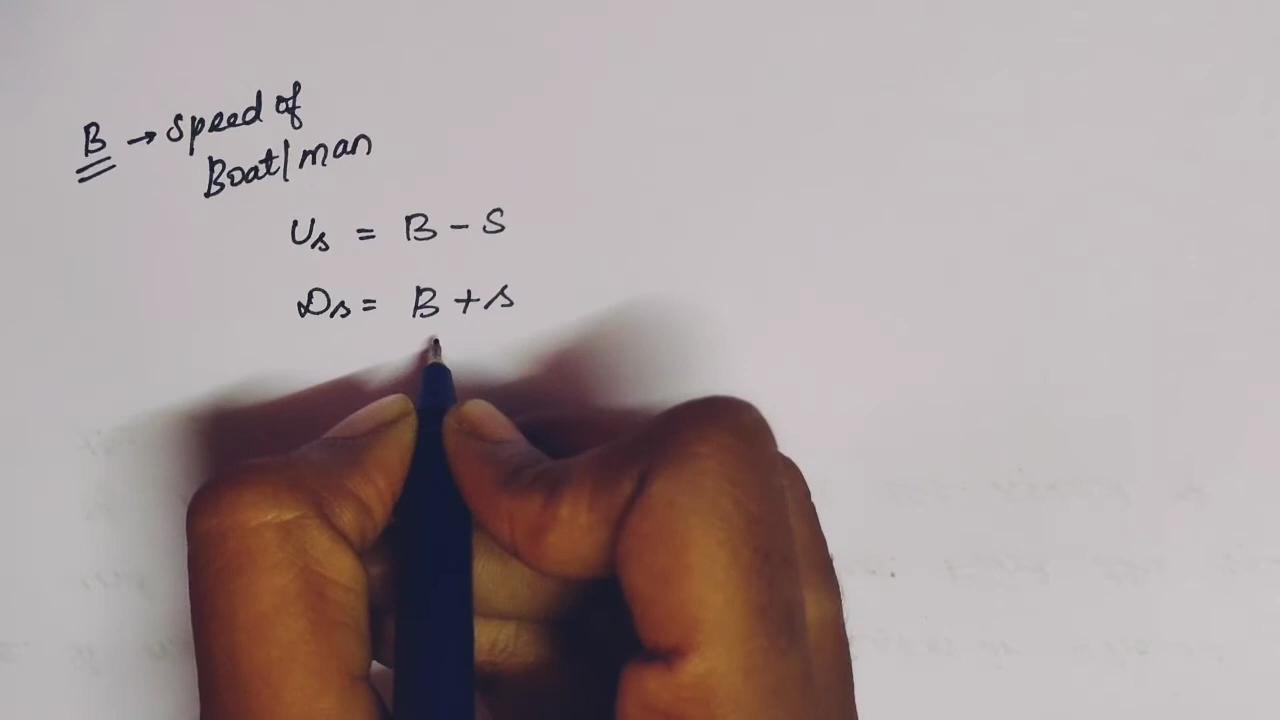 B → Speed of
Boat/man
Us = B - S
Ds = B + s